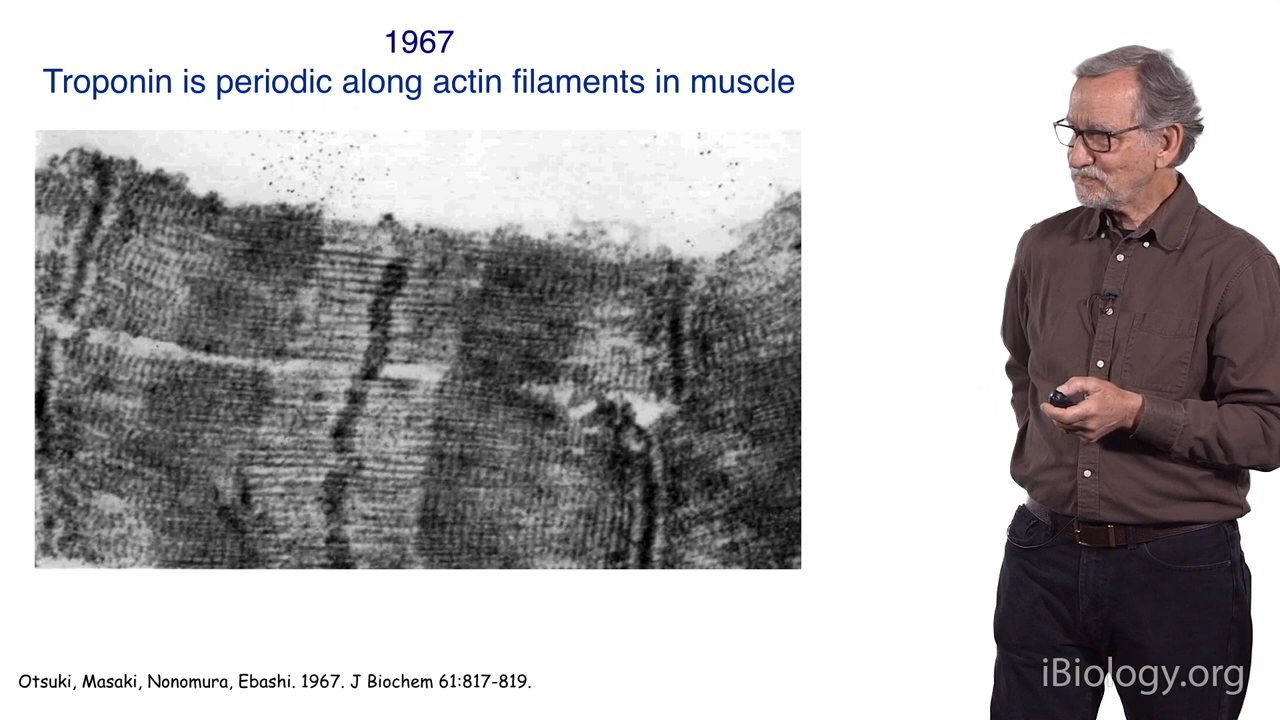 1967
Troponin is periodic along actin filaments in muscle
Otsuki, Masaki, Nonomura, Ebashi. 1967. J Biochem 61:817-819.
iBiology.org